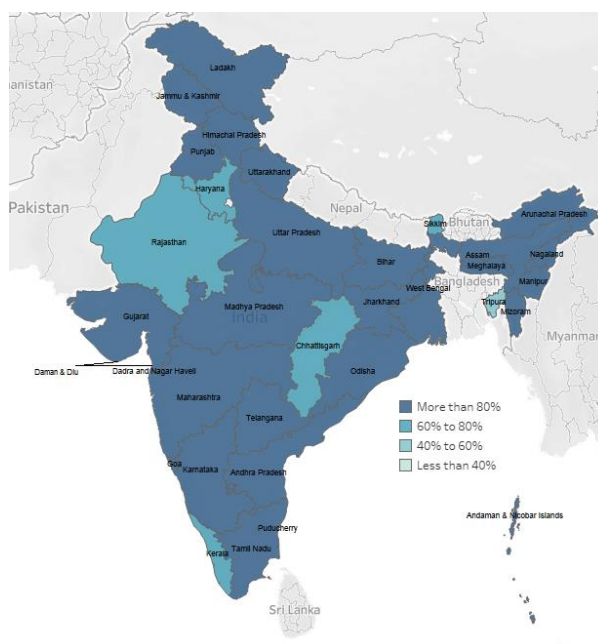 Ladakh
hanistan
Jammu & Kashmir
Himachal Pradesh
Punjab
Uttarakhand
Haryana
Pakistan
Nepal
Sikkim
Bhutan
Arunachal Pradesh
Rajasthan
Uttar Pradesh
Assam
Nagaland
Bihar
Meghalaya
Manipur
West Bengal
Bangladesh
Jharkhand
Tripura
Mizoram
Madhya Pradesh
India
Gujarat
Myanmar
Chhattisgarh
Daman & Diu
Dadra and Nagar Haveli
Odisha
Maharashtra
Telangana
More than 80%
60% to 80%
40% to 60%
Less than 40%
Goa
Karnataka
Andhra Pradesh
Andaman & Nicobar Islands
Puducherry
Kerala
Tamil Nadu
Sri Lanka